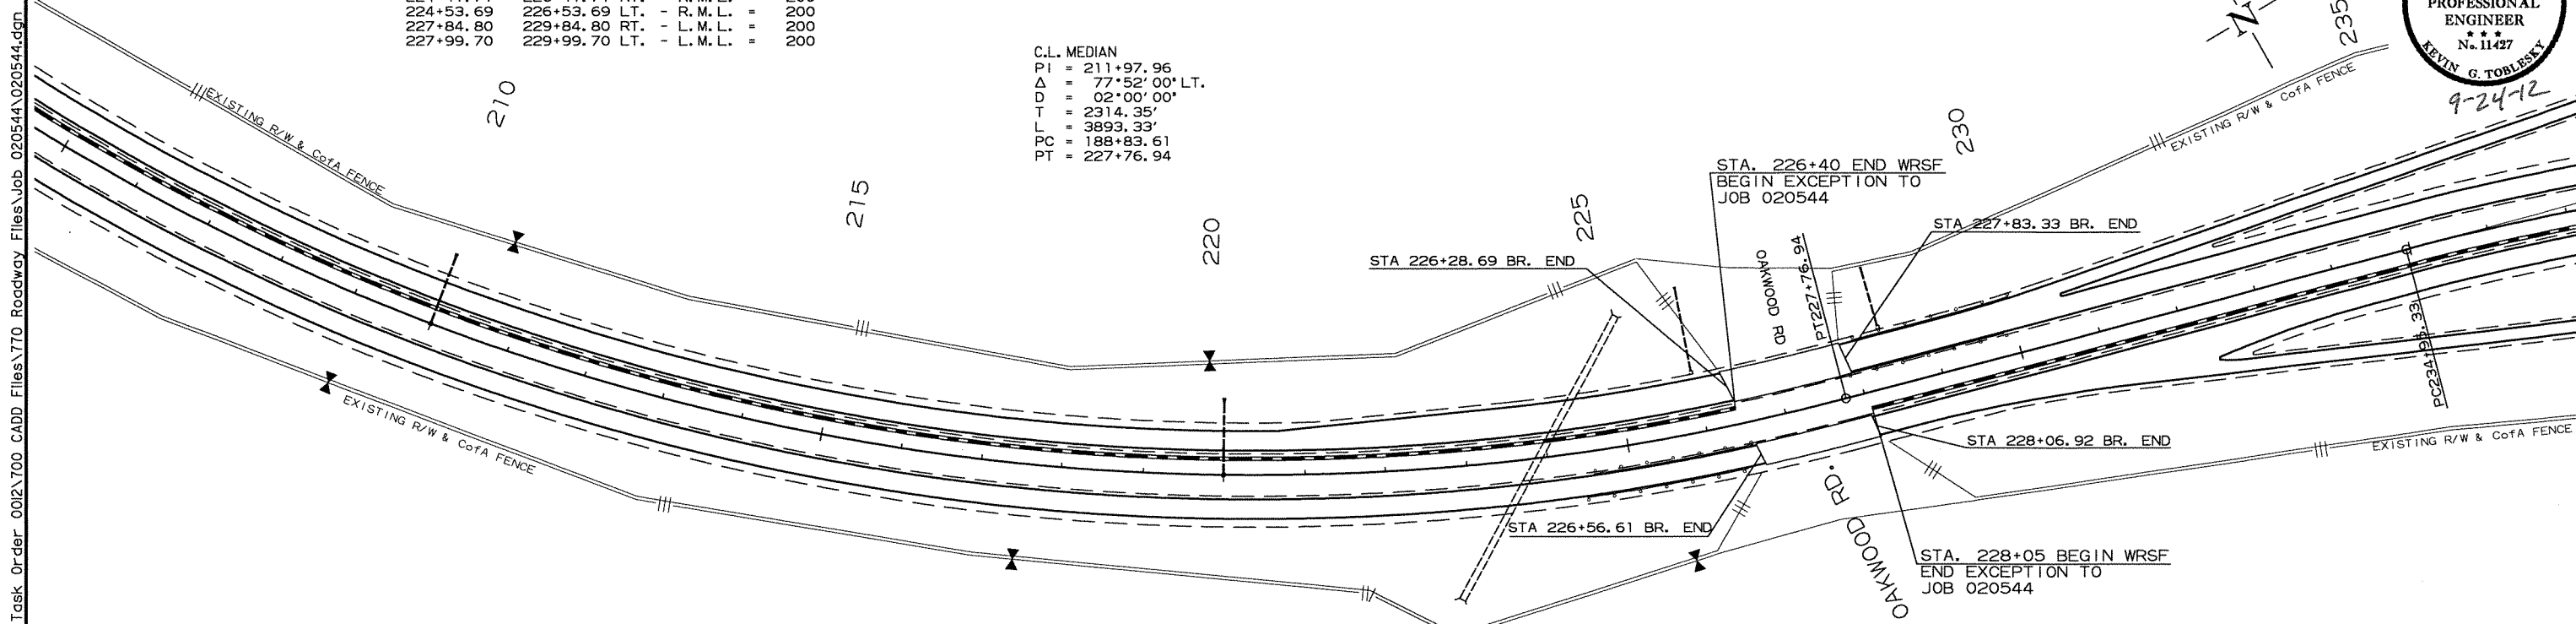 224+53.69 226+53.69 LT. - R.M.L. = 200
227+84.80 229+84.80 RT. - L.M.L. = 200
227+99.70 229+99.70 LT. - L.M.L. = 200
C.L. MEDIAN
PI = 211+97.96
Δ = 77°52'00" LT.
D = 02°00'00"
T = 2314.35'
L = 3893.33'
PC = 188+83.61
PT = 227+76.94
PROFESSIONAL
ENGINEER
★ ★ ★
No. 11427
KEVIN G. TOBLESKY
9-24-12
N
210
215
220
225
230
235
EXISTING R/W & CofA FENCE
EXISTING R/W & CofA FENCE
EXISTING R/W & CofA FENCE
EXISTING R/W & CofA FENCE
STA. 226+40 END WRSF
BEGIN EXCEPTION TO
JOB 020544
STA 227+83.33 BR. END
STA 226+28.69 BR. END
OAKWOOD RD
PT227+76.94
STA 228+06.92 BR. END
STA 226+56.61 BR. END
OAKWOOD RD.
STA. 228+05 BEGIN WRSF
END EXCEPTION TO
JOB 020544
Task Order 0012\700 CADD Files\770 Roadway Files\Job 020544\020544.dgn